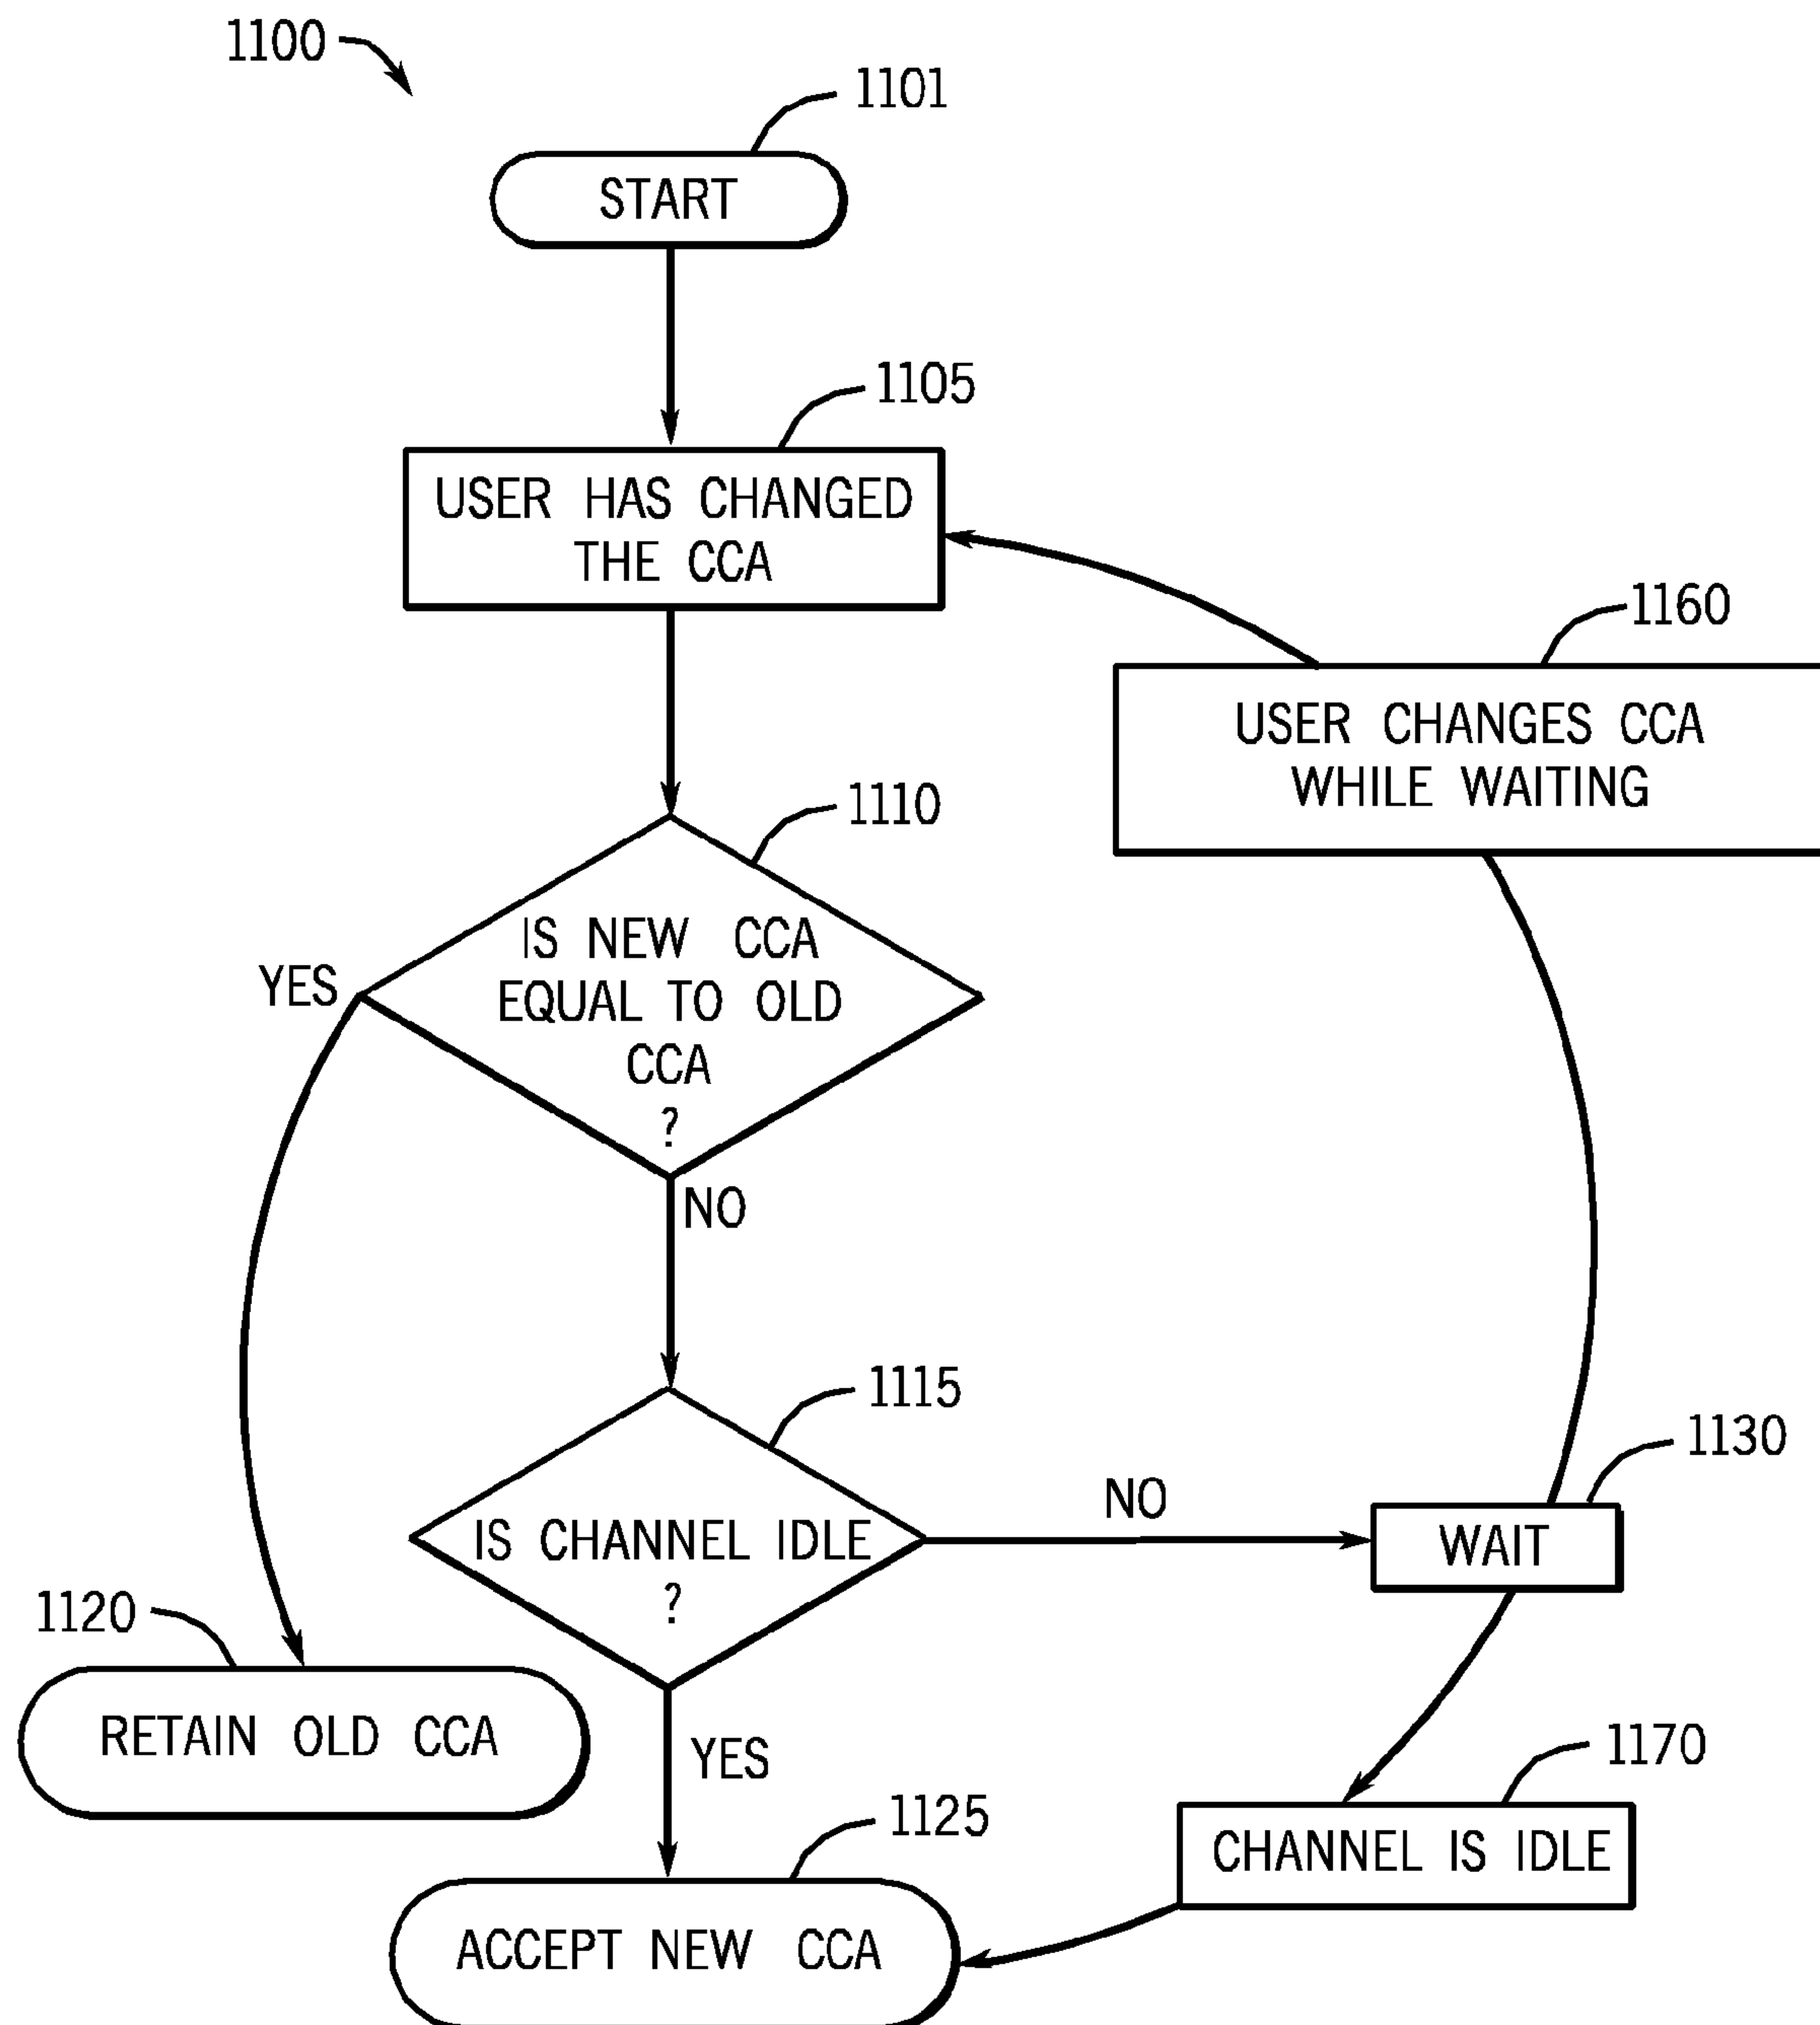 1100
1101
START
1105
USER HAS CHANGED
THE CCA
1160
USER CHANGES CCA
WHILE WAITING
1110
IS NEW CCA
EQUAL TO OLD
CCA
?
YES
NO
1115
IS CHANNEL IDLE
?
NO
1130
WAIT
1120
RETAIN OLD CCA
YES
1170
CHANNEL IS IDLE
1125
ACCEPT NEW CCA